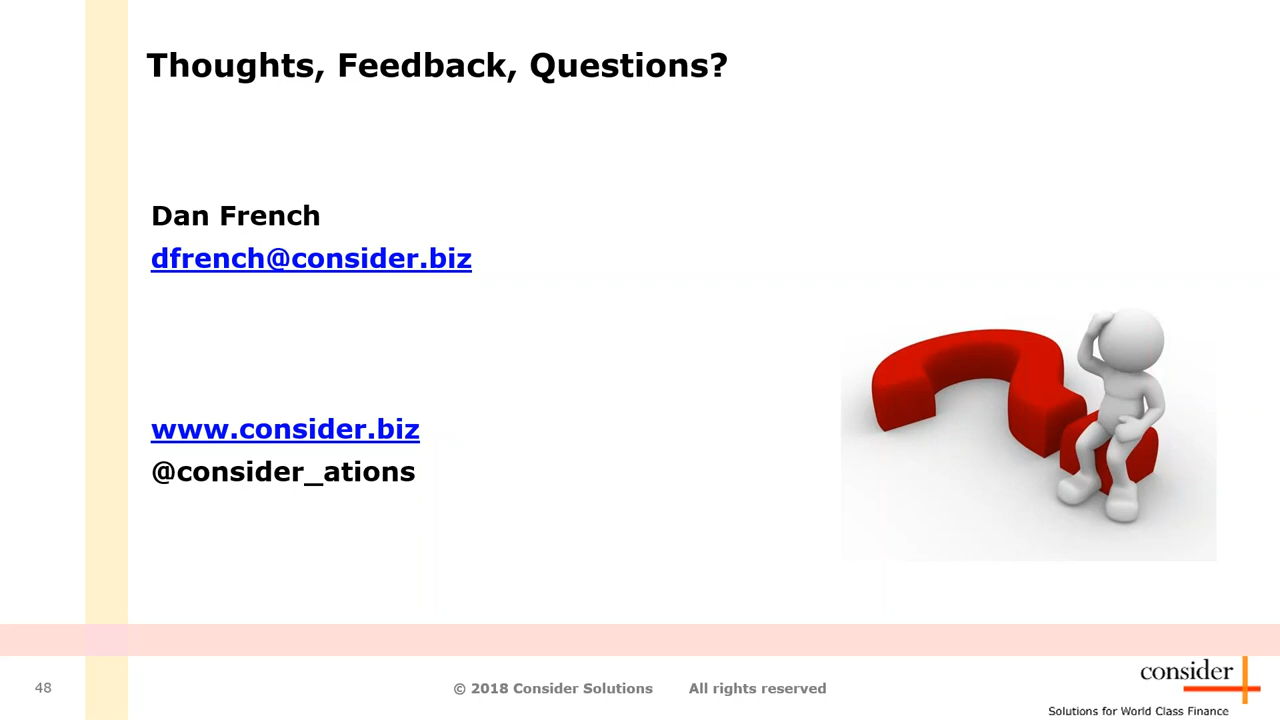 Thoughts, Feedback, Questions?
Dan French
dfrench@consider.biz
www.consider.biz
@consider_ations
48
© 2018 Consider Solutions All rights reserved
consider
Solutions for World Class Finance